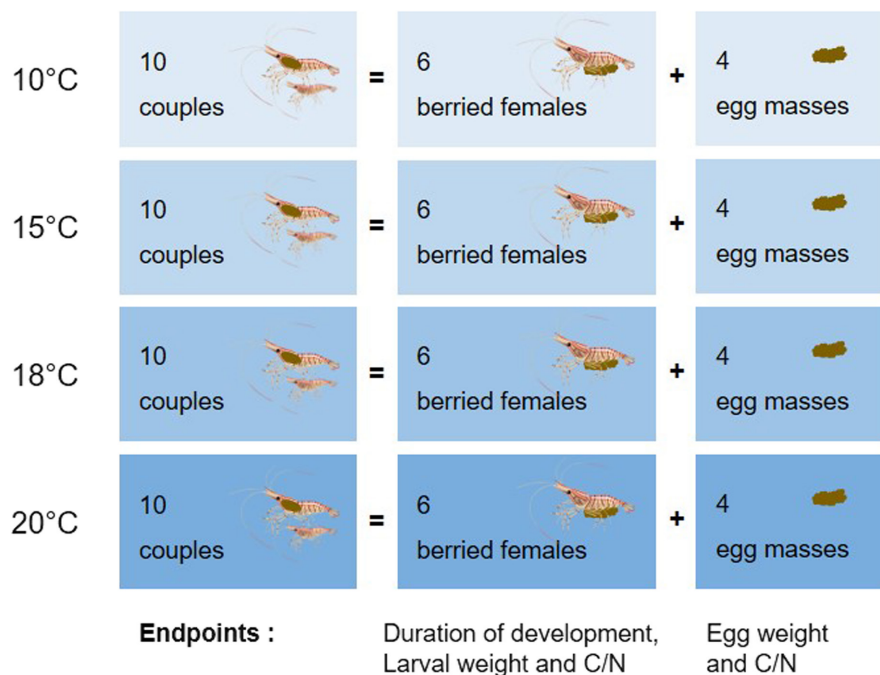 10°C
10
couples
=
6
berried females
+
4
egg masses
15°C
10
couples
=
6
berried females
+
4
egg masses
18°C
10
couples
=
6
berried females
+
4
egg masses
20°C
10
couples
=
6
berried females
+
4
egg masses
Endpoints :
Duration of development,
Larval weight and C/N
Egg weight
and C/N